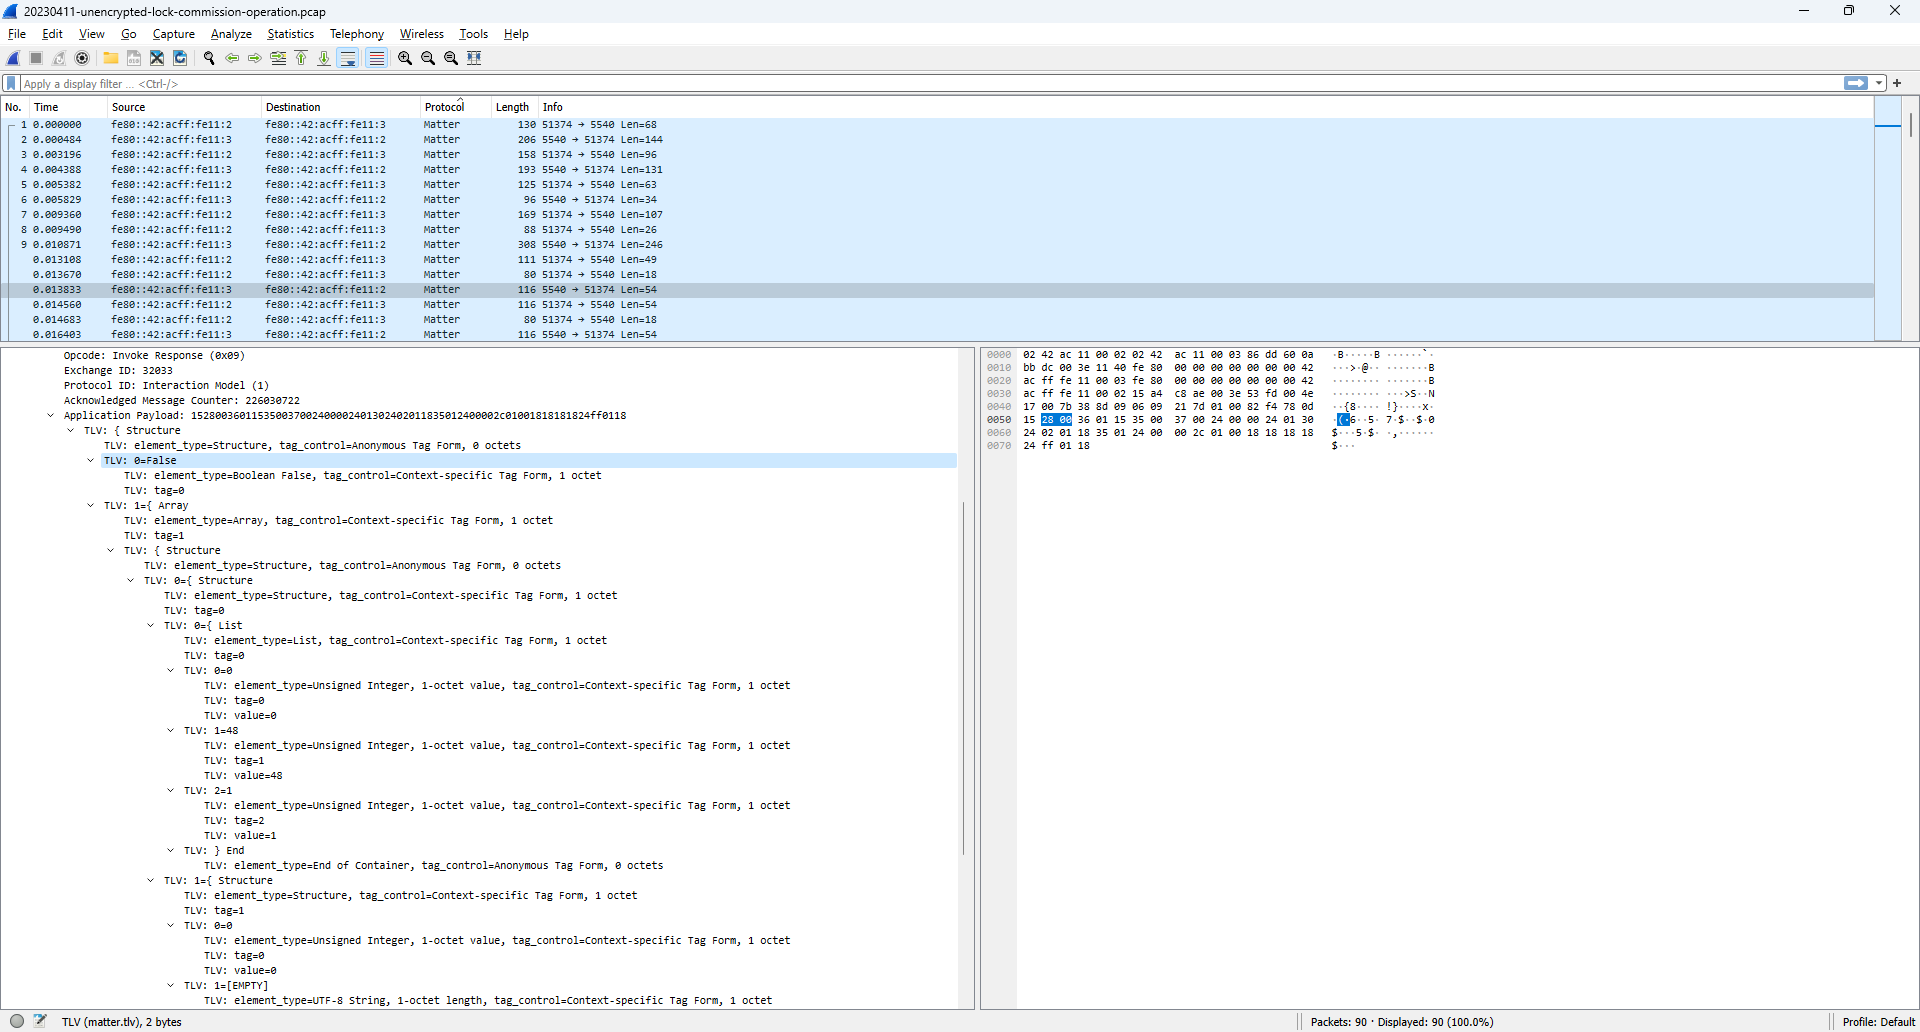 20230411-unencrypted-lock-commission-operation.pcap
File Edit View Go Capture Analyze Statistics Telephony Wireless Tools Help
Apply a display filter ... <Ctrl-/>
No. Time Source Destination Protocol Length Info
1 0.000000 fe80::42:acff:fe11:2 fe80::42:acff:fe11:3 Matter 130 51374 → 5540 Len=68
2 0.000484 fe80::42:acff:fe11:3 fe80::42:acff:fe11:2 Matter 206 5540 → 51374 Len=144
3 0.003196 fe80::42:acff:fe11:2 fe80::42:acff:fe11:3 Matter 158 51374 → 5540 Len=96
4 0.004388 fe80::42:acff:fe11:3 fe80::42:acff:fe11:2 Matter 193 5540 → 51374 Len=131
5 0.005382 fe80::42:acff:fe11:2 fe80::42:acff:fe11:3 Matter 125 51374 → 5540 Len=63
6 0.005829 fe80::42:acff:fe11:3 fe80::42:acff:fe11:2 Matter 96 5540 → 51374 Len=34
7 0.009360 fe80::42:acff:fe11:2 fe80::42:acff:fe11:3 Matter 169 51374 → 5540 Len=107
8 0.009490 fe80::42:acff:fe11:2 fe80::42:acff:fe11:3 Matter 88 51374 → 5540 Len=26
9 0.010871 fe80::42:acff:fe11:3 fe80::42:acff:fe11:2 Matter 308 5540 → 51374 Len=246
0.013108 fe80::42:acff:fe11:2 fe80::42:acff:fe11:3 Matter 111 51374 → 5540 Len=49
0.013670 fe80::42:acff:fe11:2 fe80::42:acff:fe11:3 Matter 80 51374 → 5540 Len=18
0.013833 fe80::42:acff:fe11:3 fe80::42:acff:fe11:2 Matter 116 5540 → 51374 Len=54
0.014560 fe80::42:acff:fe11:2 fe80::42:acff:fe11:3 Matter 116 51374 → 5540 Len=54
0.014683 fe80::42:acff:fe11:2 fe80::42:acff:fe11:3 Matter 80 51374 → 5540 Len=18
0.016403 fe80::42:acff:fe11:3 fe80::42:acff:fe11:2 Matter 116 5540 → 51374 Len=54
Opcode: Invoke Response (0x09)
Exchange ID: 32033
Protocol ID: Interaction Model (1)
Acknowledged Message Counter: 226030722
Application Payload: 152800360115350037002400002401302402011835012400002c01001818181824ff0118
TLV: { Structure
TLV: element_type=Structure, tag_control=Anonymous Tag Form, 0 octets
TLV: 0=False
TLV: element_type=Boolean False, tag_control=Context-specific Tag Form, 1 octet
TLV: tag=0
TLV: 1={ Array
TLV: element_type=Array, tag_control=Context-specific Tag Form, 1 octet
TLV: tag=1
TLV: { Structure
TLV: element_type=Structure, tag_control=Anonymous Tag Form, 0 octets
TLV: 0={ Structure
TLV: element_type=Structure, tag_control=Context-specific Tag Form, 1 octet
TLV: tag=0
TLV: 0={ List
TLV: element_type=List, tag_control=Context-specific Tag Form, 1 octet
TLV: tag=0
TLV: 0=0
TLV: element_type=Unsigned Integer, 1-octet value, tag_control=Context-specific Tag Form, 1 octet
TLV: tag=0
TLV: value=0
TLV: 1=48
TLV: element_type=Unsigned Integer, 1-octet value, tag_control=Context-specific Tag Form, 1 octet
TLV: tag=1
TLV: value=48
TLV: 2=1
TLV: element_type=Unsigned Integer, 1-octet value, tag_control=Context-specific Tag Form, 1 octet
TLV: tag=2
TLV: value=1
TLV: } End
TLV: element_type=End of Container, tag_control=Anonymous Tag Form, 0 octets
TLV: 1={ Structure
TLV: element_type=Structure, tag_control=Context-specific Tag Form, 1 octet
TLV: tag=1
TLV: 0=0
TLV: element_type=Unsigned Integer, 1-octet value, tag_control=Context-specific Tag Form, 1 octet
TLV: tag=0
TLV: value=0
TLV: 1=[EMPTY]
TLV: element_type=UTF-8 String, 1-octet length, tag_control=Context-specific Tag Form, 1 octet
0000 02 42 ac 11 00 02 02 42 ac 11 00 03 86 dd 60 0a ·B·····B ······`·
0010 bb dc 00 3e 11 40 fe 80 00 00 00 00 00 00 00 42 ···>·@·· ·······B
0020 ac ff fe 11 00 03 fe 80 00 00 00 00 00 00 00 42 ········ ·······B
0030 ac ff fe 11 00 02 15 a4 c8 ae 00 3e 53 fd 00 4e ········ ···>S··N
0040 17 00 7b 38 8d 09 06 09 21 7d 01 00 82 f4 78 0d ··{8···· !}····x·
0050 15 28 00 36 01 15 35 00 37 00 24 00 00 24 01 30 ·(·6··5· 7·$··$·0
0060 24 02 01 18 35 01 24 00 00 2c 01 00 18 18 18 18 $···5·$· ·,······
0070 24 ff 01 18 $···
TLV (matter.tlv), 2 bytes
Packets: 90 · Displayed: 90 (100.0%)
Profile: Default